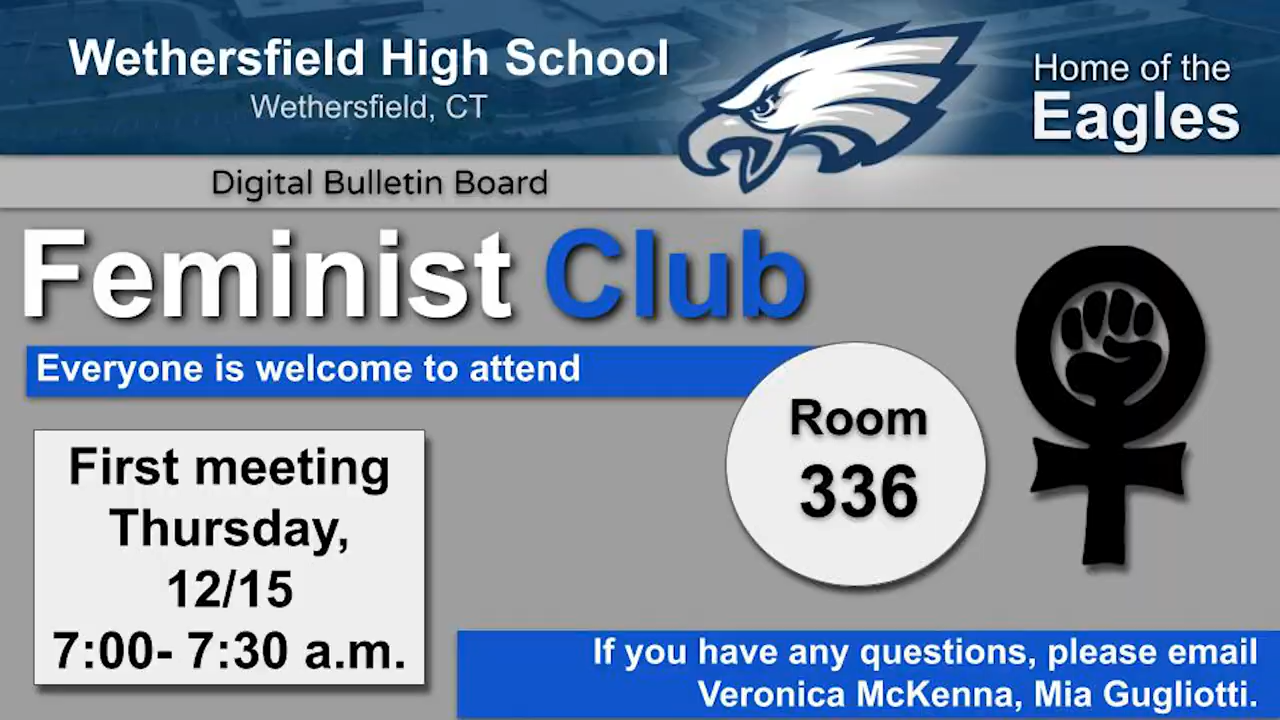 Wethersfield High School
Wethersfield, CT
Home of the
Eagles
Digital Bulletin Board
Feminist Club
Everyone is welcome to attend
Room
336
First meeting
Thursday,
12/15
7:00- 7:30 a.m.
If you have any questions, please email
Veronica McKenna, Mia Gugliotti.